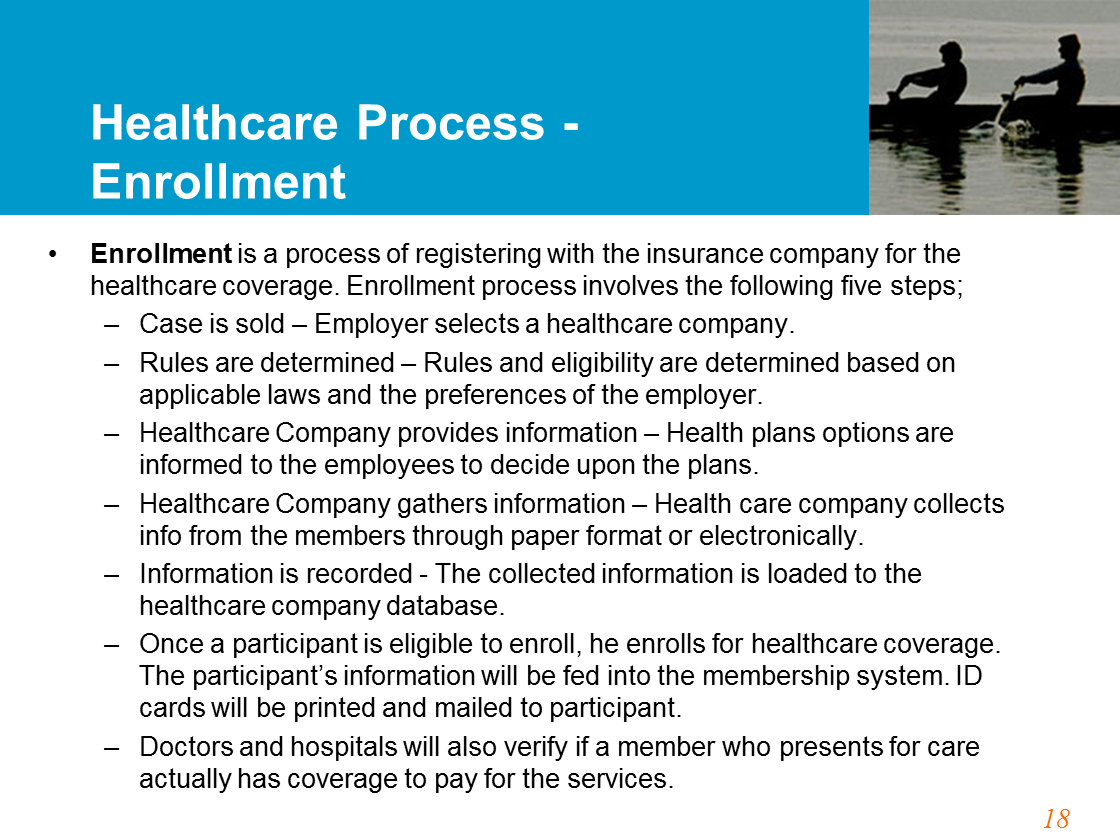 Healthcare Process -
Enrollment
• Enrollment is a process of registering with the insurance company for the
healthcare coverage. Enrollment process involves the following five steps;
– Case is sold – Employer selects a healthcare company.
– Rules are determined – Rules and eligibility are determined based on
applicable laws and the preferences of the employer.
– Healthcare Company provides information – Health plans options are
informed to the employees to decide upon the plans.
– Healthcare Company gathers information – Health care company collects
info from the members through paper format or electronically.
– Information is recorded - The collected information is loaded to the
healthcare company database.
– Once a participant is eligible to enroll, he enrolls for healthcare coverage.
The participant’s information will be fed into the membership system. ID
cards will be printed and mailed to participant.
– Doctors and hospitals will also verify if a member who presents for care
actually has coverage to pay for the services.
18